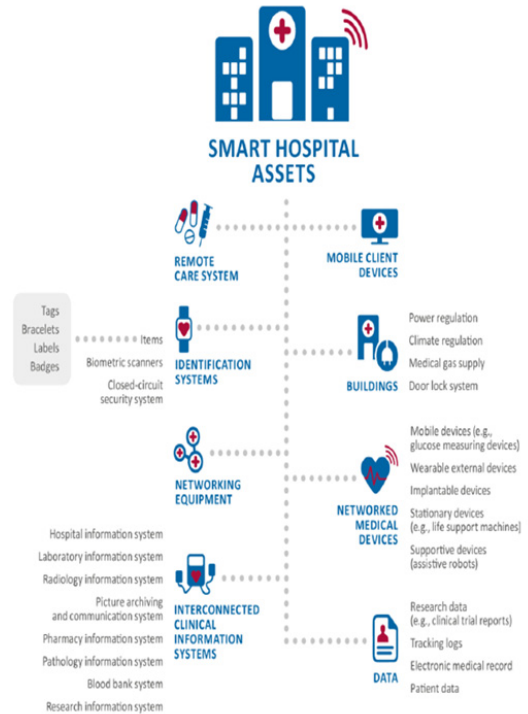 SMART HOSPITAL
ASSETS
REMOTE
CARE SYSTEM
MOBILE CLIENT
DEVICES
Tags
Bracelets
Labels
Badges
Items
Biometric scanners
Closed-circuit
security system
IDENTIFICATION
SYSTEMS
BUILDINGS
Power regulation
Climate regulation
Medical gas supply
Door lock system
NETWORKING
EQUIPMENT
NETWORKED
MEDICAL
DEVICES
Mobile devices (e.g.,
glucose measuring devices)
Wearable external devices
Implantable devices
Stationary devices
(e.g., life support machines)
Supportive devices
(assistive robots)
Hospital information system
Laboratory information system
Radiology information system
Picture archiving
and communication system
Pharmacy information system
Pathology information system
Blood bank system
Research information system
INTERCONNECTED
CLINICAL
INFORMATION
SYSTEMS
DATA
Research data
(e.g., clinical trial reports)
Tracking logs
Electronic medical record
Patient data